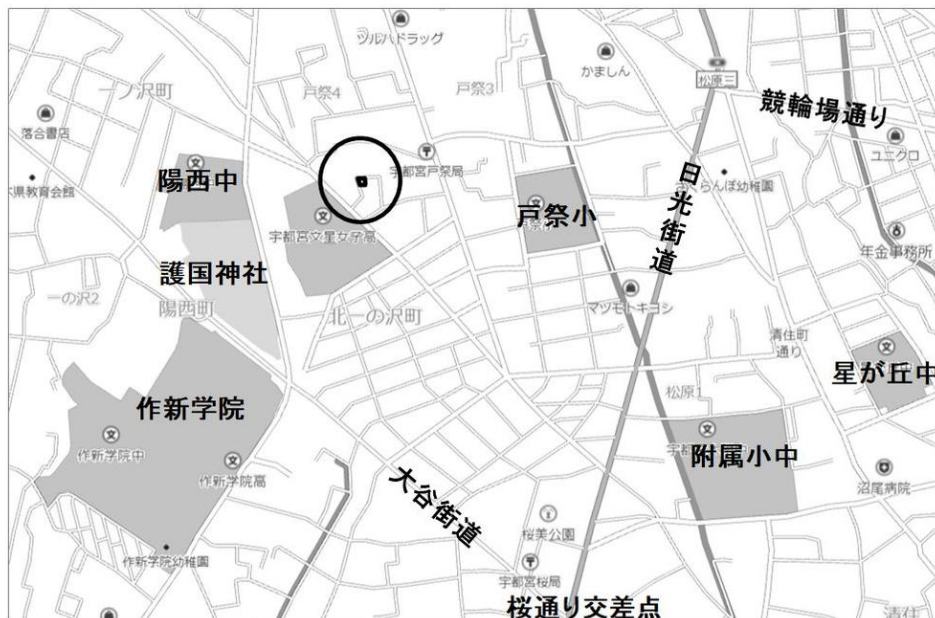 ツルハドラッグ
かましん
松原三
一ノ沢町
戸祭4
戸祭3
競輪場通り
落合書店
ユニクロ
宇都宮戸祭局
陽西中
日光街道
県教育会館
らんぼ幼稚園
戸祭小
宇都宮文星女子高
年金事務所
護国神社
一の沢2
陽西町
北一の沢町
マツモトキヨシ
清住町
通り
星が丘中
松原1
作新学院
作新学院中
附属小中
作新学院高
大谷街道
沼尾病院
桜美公園
作新学院幼稚園
宇都宮桜局
桜通り交差点
清住